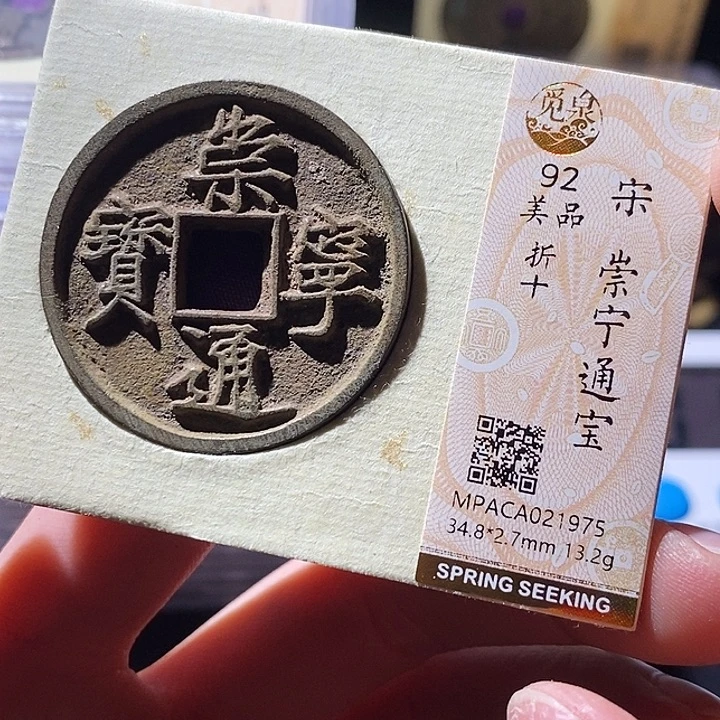 崇寧通寶
觅泉
宋 崇宁通宝
92
美品
折十
MPACA021975
34.8*2.7mm 13.2g
SPRING SEEKING